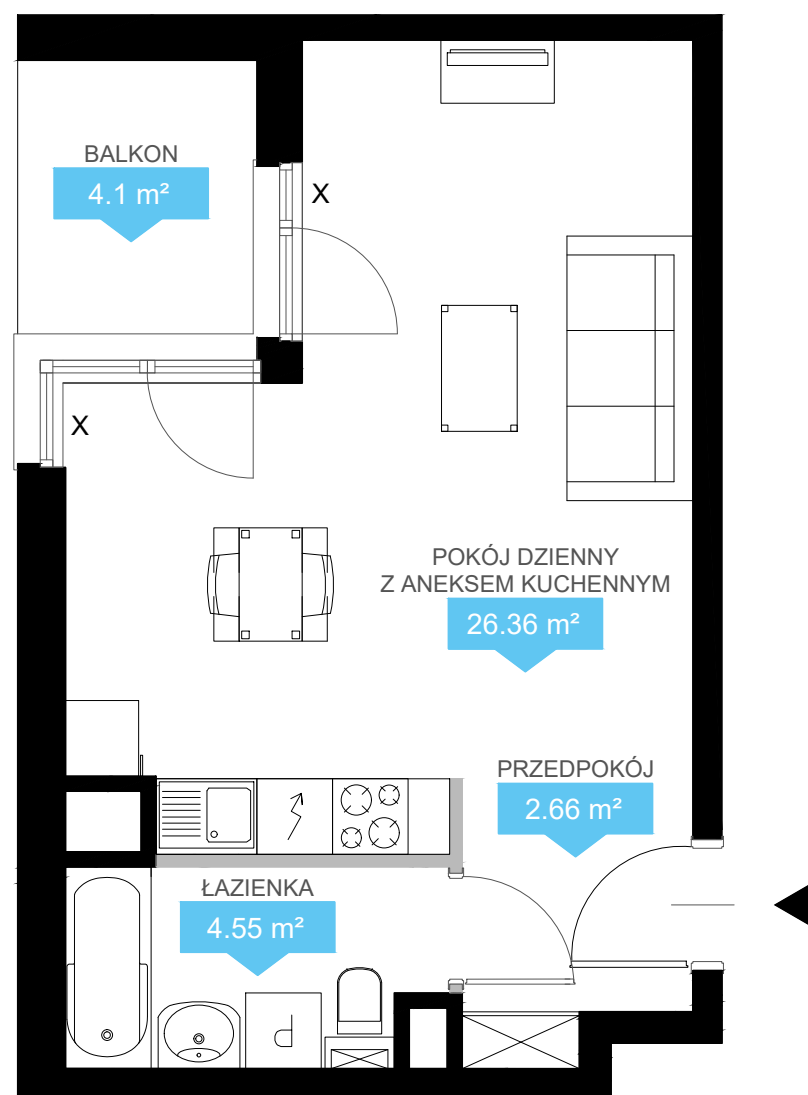 BALKON
4.1 m²
X
X
POKÓJ DZIENNY
Z ANEKSEM KUCHENNYM
26.36 m²
PRZEDPOKÓJ
2.66 m²
ŁAZIENKA
4.55 m²
P